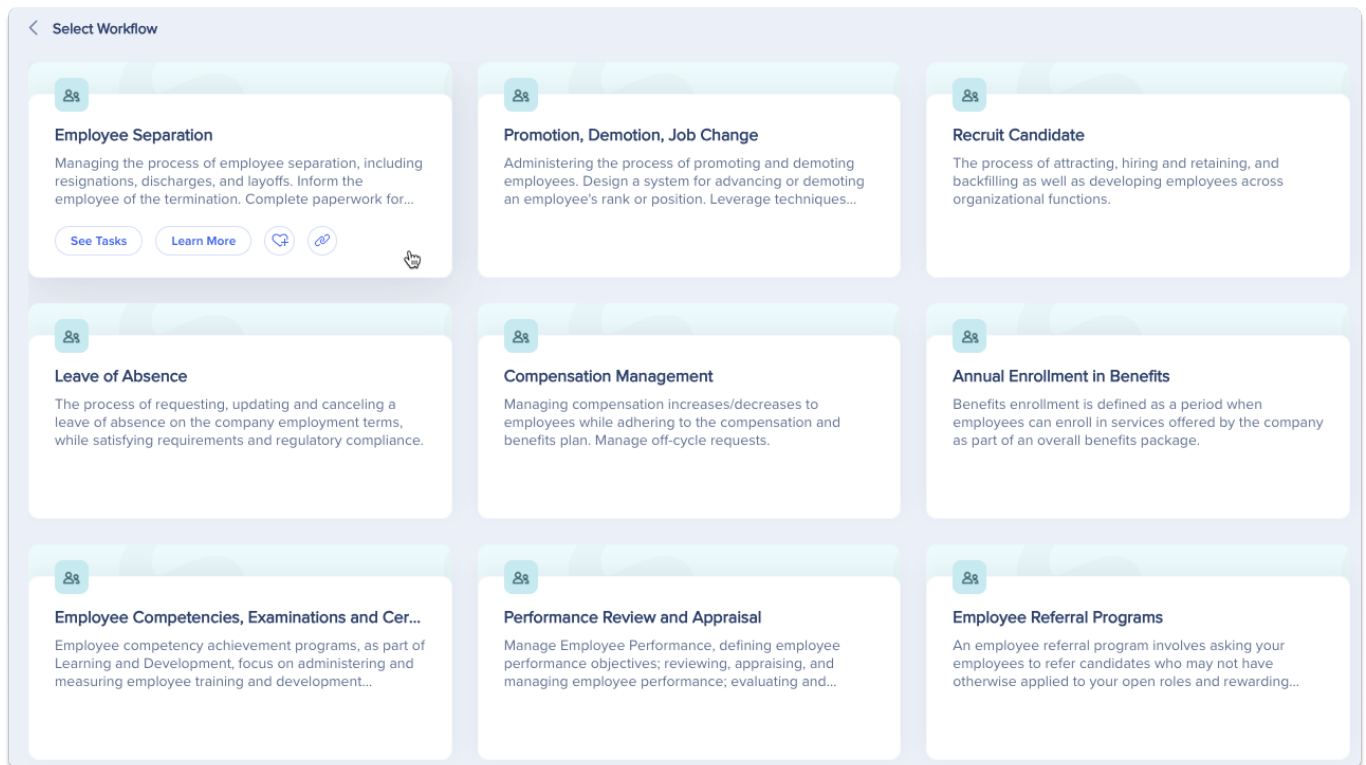 Select Workflow
Employee Separation
Managing the process of employee separation, including
resignations, discharges, and layoffs. Inform the
employee of the termination. Complete paperwork for...
See Tasks
Learn More
Promotion, Demotion, Job Change
Administering the process of promoting and demoting
employees. Design a system for advancing or demoting
an employee's rank or position. Leverage techniques...
Recruit Candidate
The process of attracting, hiring and retaining, and
backfilling as well as developing employees across
organizational functions.
Leave of Absence
The process of requesting, updating and canceling a
leave of absence on the company employment terms,
while satisfying requirements and regulatory compliance.
Compensation Management
Managing compensation increases/decreases to
employees while adhering to the compensation and
benefits plan. Manage off-cycle requests.
Annual Enrollment in Benefits
Benefits enrollment is defined as a period when
employees can enroll in services offered by the company
as part of an overall benefits package.
Employee Competencies, Examinations and Cer...
Employee competency achievement programs, as part of
Learning and Development, focus on administering and
measuring employee training and development...
Performance Review and Appraisal
Manage Employee Performance, defining employee
performance objectives; reviewing, appraising, and
managing employee performance; evaluating and...
Employee Referral Programs
An employee referral program involves asking your
employees to refer candidates who may not have
otherwise applied to your open roles and rewarding...